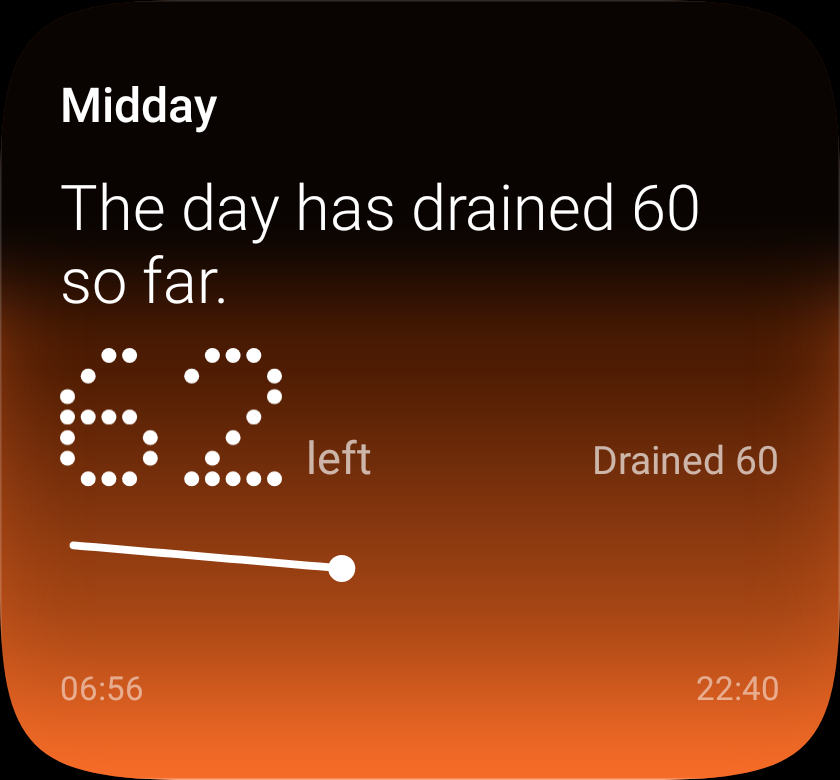 Midday
The day has drained 60
so far.
62 left
Drained 60
06:56
22:40